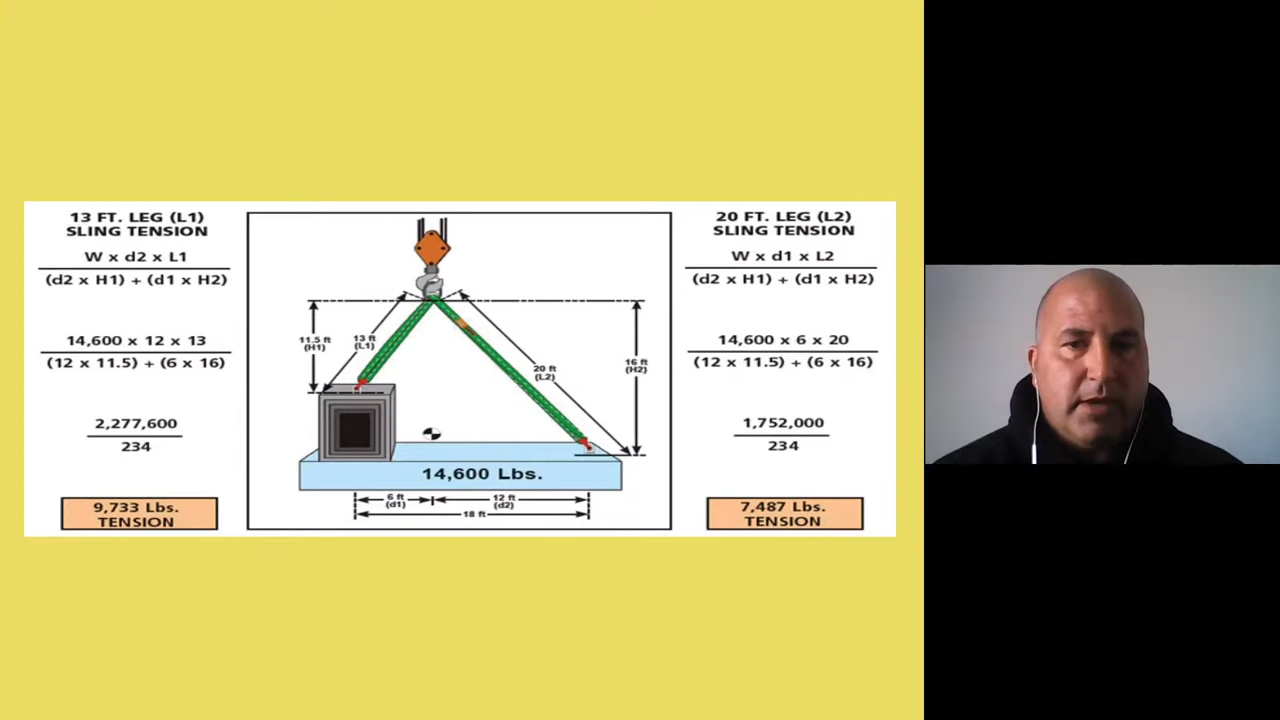 13 FT. LEG (L1)
SLING TENSION
W x d2 x L1
(d2 x H1) + (d1 x H2)
14,600 x 12 x 13
(12 x 11.5) + (6 x 16)
2,277,600
234
9,733 Lbs.
TENSION
11.5 ft
(H1)
13 ft
(L1)
20 ft
(L2)
16 ft
(H2)
14,600 Lbs.
6 ft
(d1)
12 ft
(d2)
18 ft
20 FT. LEG (L2)
SLING TENSION
W x d1 x L2
(d2 x H1) + (d1 x H2)
14,600 x 6 x 20
(12 x 11.5) + (6 x 16)
1,752,000
234
7,487 Lbs.
TENSION